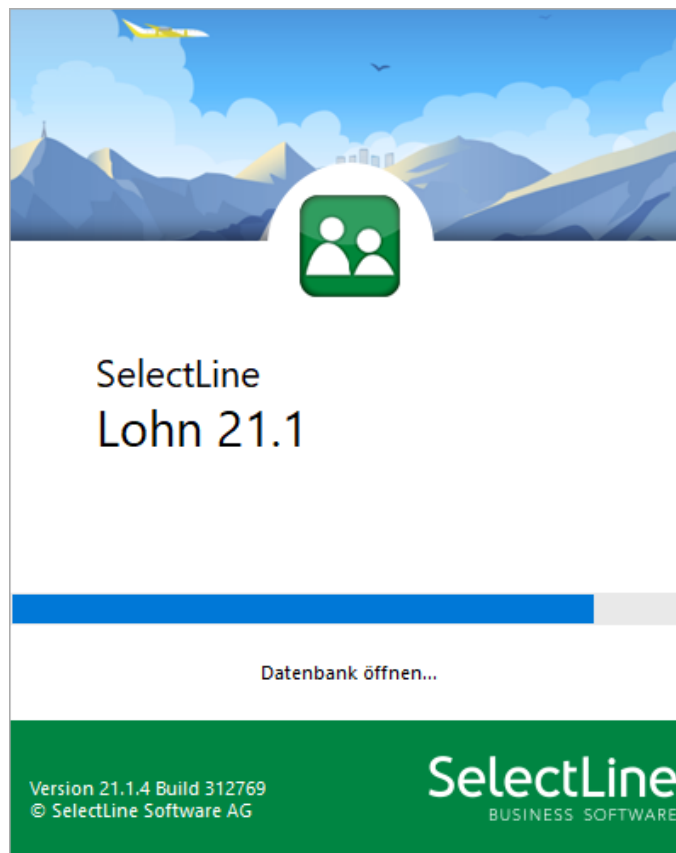 SelectLine
Lohn 21.1
Datenbank öffnen...
Version 21.1.4 Build 312769
© SelectLine Software AG
SelectLine
BUSINESS SOFTWARE